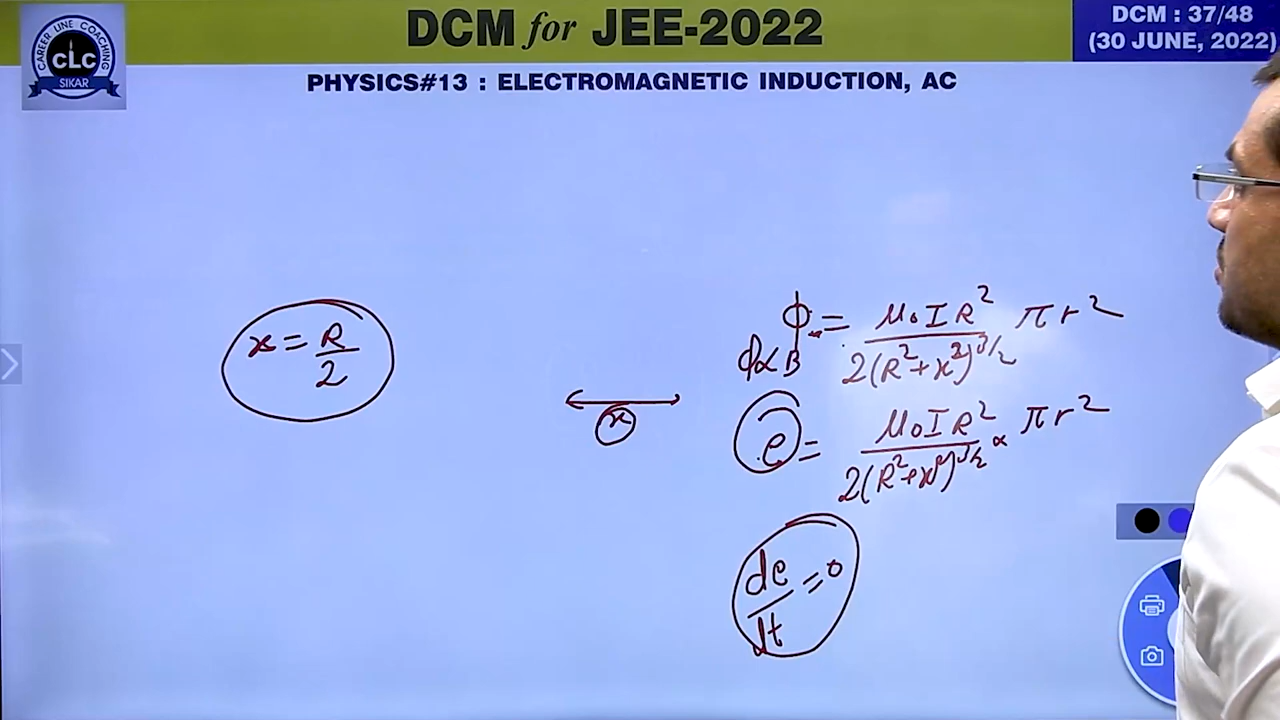 DCM for JEE-2022
DCM : 37/48
(30 JUNE, 2022)
CAREER LINE COACHING
CLC
SIKAR
PHYSICS#13 : ELECTROMAGNETIC INDUCTION, AC
x = R/2
x
ϕ = μ₀IR²/2(R²+x²)^3/2 πr²
ϕ∝B
e = μ₀IR²/2(R²+x²)^3/2 × πr²
de/dt = 0